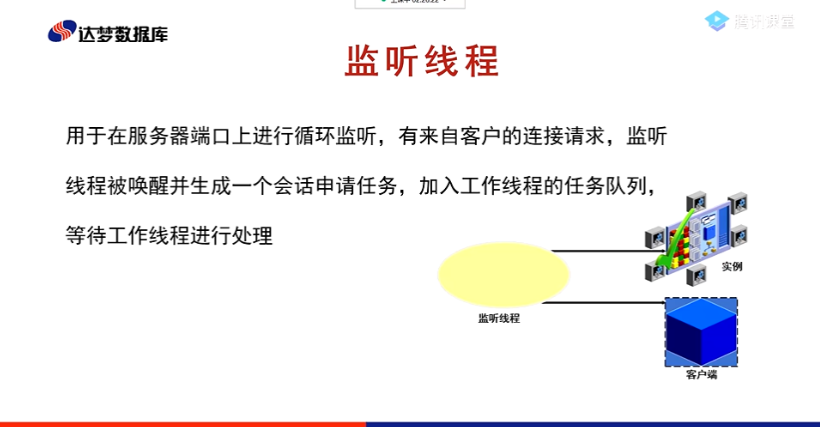 达梦数据库
腾讯课堂
监听线程
用于在服务器端口上进行循环监听，有来自客户的连接请求，监听
线程被唤醒并生成一个会话申请任务，加入工作线程的任务队列，
等待工作线程进行处理
实例
监听线程
客户端